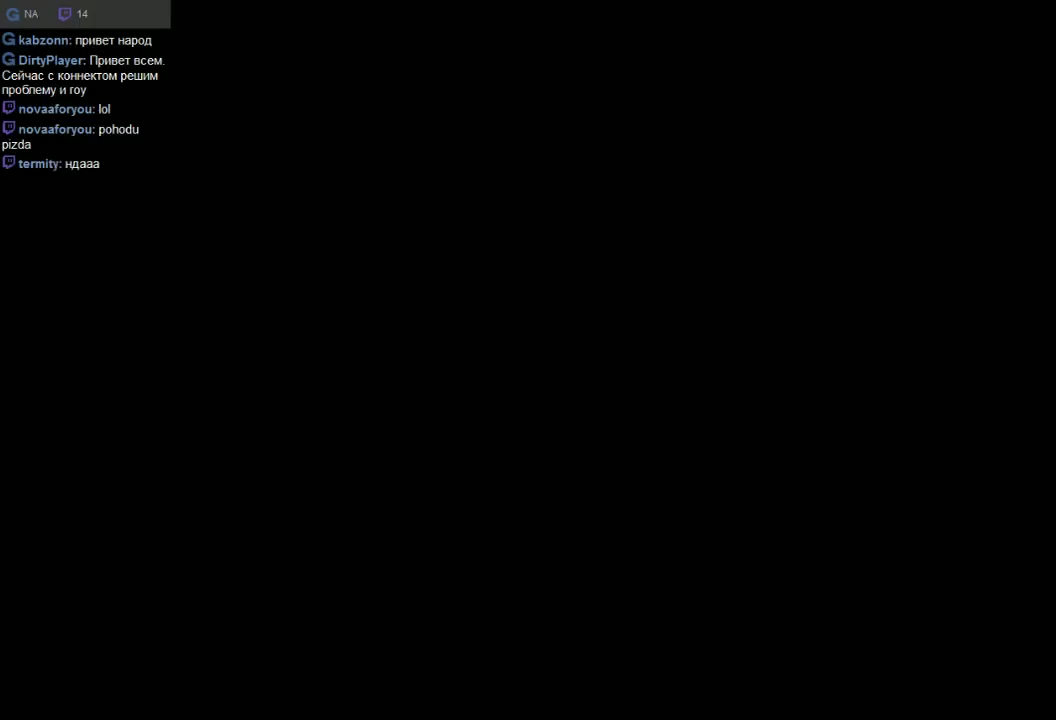 NA 14
kabzonn: привет народ
DirtyPlayer: Привет всем.
Сейчас с коннектом решим
проблему и гоу
novaaforyou: lol
novaaforyou: pohodu
pizda
termity: ндааа